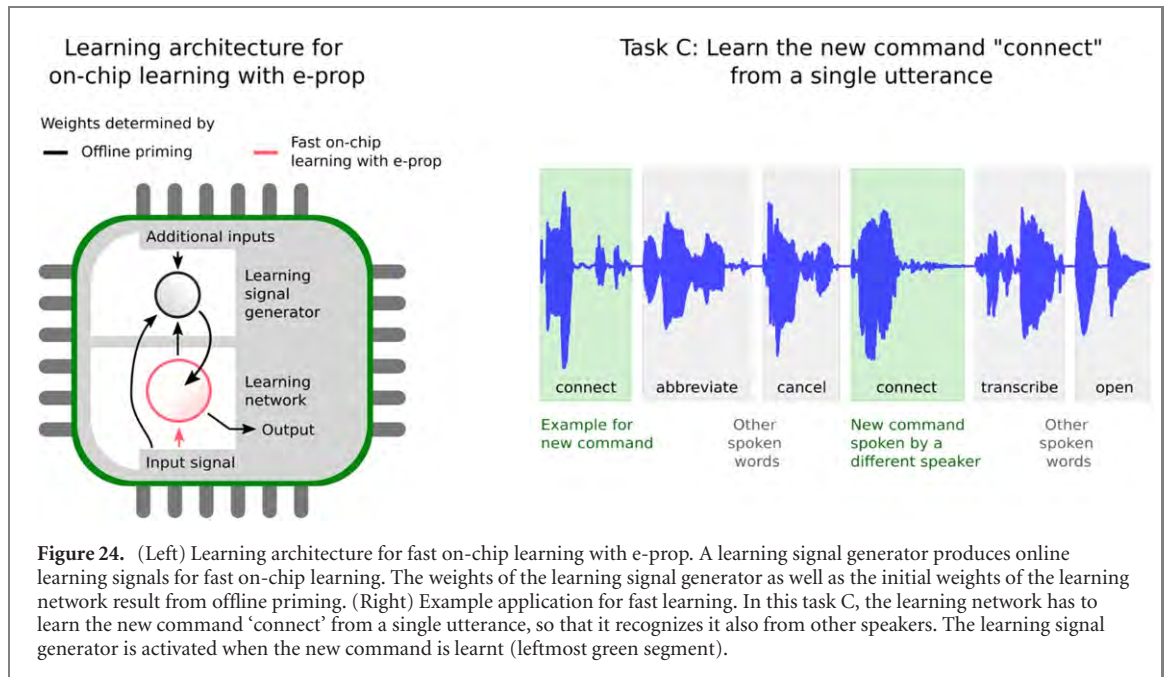 Learning architecture for
on-chip learning with e-prop
Weights determined by
Offline priming
Fast on-chip
learning with e-prop
Additional inputs
Learning
signal
generator
Learning
network
Output
Input signal
Task C: Learn the new command "connect"
from a single utterance
connect
abbreviate
cancel
connect
transcribe
open
Example for
new command
Other
spoken
words
New command
spoken by a
different speaker
Other
spoken
words
Figure 24. (Left) Learning architecture for fast on-chip learning with e-prop. A learning signal generator produces online
learning signals for fast on-chip learning. The weights of the learning signal generator as well as the initial weights of the learning
network result from offline priming. (Right) Example application for fast learning. In this task C, the learning network has to
learn the new command ‘connect’ from a single utterance, so that it recognizes it also from other speakers. The learning signal
generator is activated when the new command is learnt (leftmost green segment).